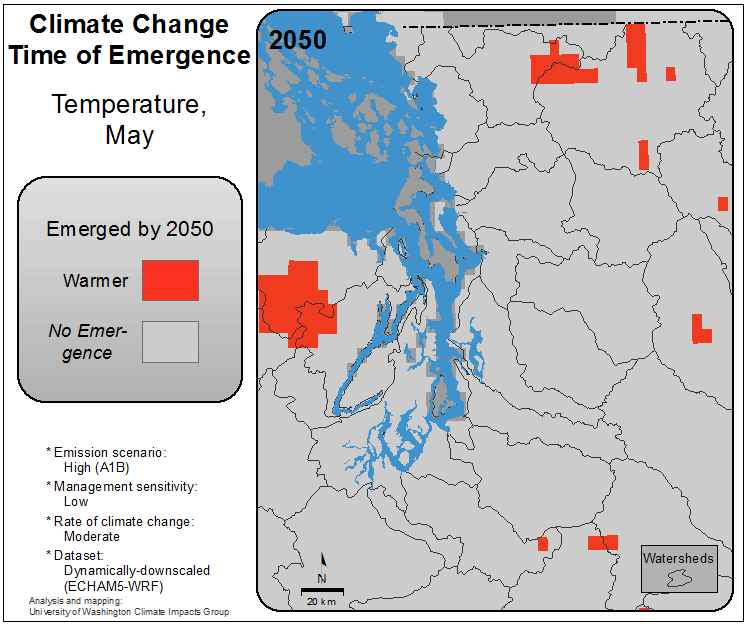 Climate Change
Time of Emergence
Temperature,
May
Emerged by 2050
Warmer
No Emer-
gence
* Emission scenario:
High (A1B)
* Management sensitivity:
Low
* Rate of climate change:
Moderate
* Dataset:
Dynamically-downscaled
(ECHAM5-WRF)
Analysis and mapping:
University of Washington Climate Impacts Group
2050
N
20 km
Watersheds